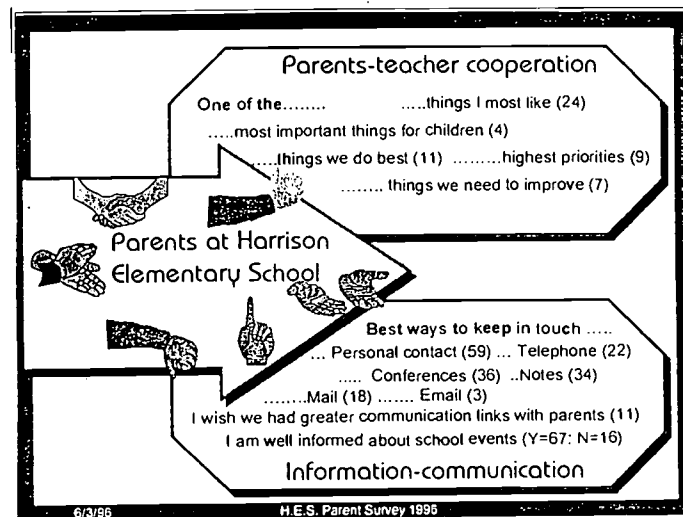 Parents-teacher cooperation
One of the........ .....things I most like (24)
.....most important things for children (4)
.....things we do best (11) .........highest priorities (9)
........ things we need to improve (7)
Parents at Harrison
Elementary School
Best ways to keep in touch .....
... Personal contact (59) ... Telephone (22)
..... Conferences (36) ..Notes (34)
........Mail (18) ....... Email (3)
I wish we had greater communication links with parents (11)
I am well informed about school events (Y=67: N=16)
Information-communication
6/3/96 H.E.S. Parent Survey 1996